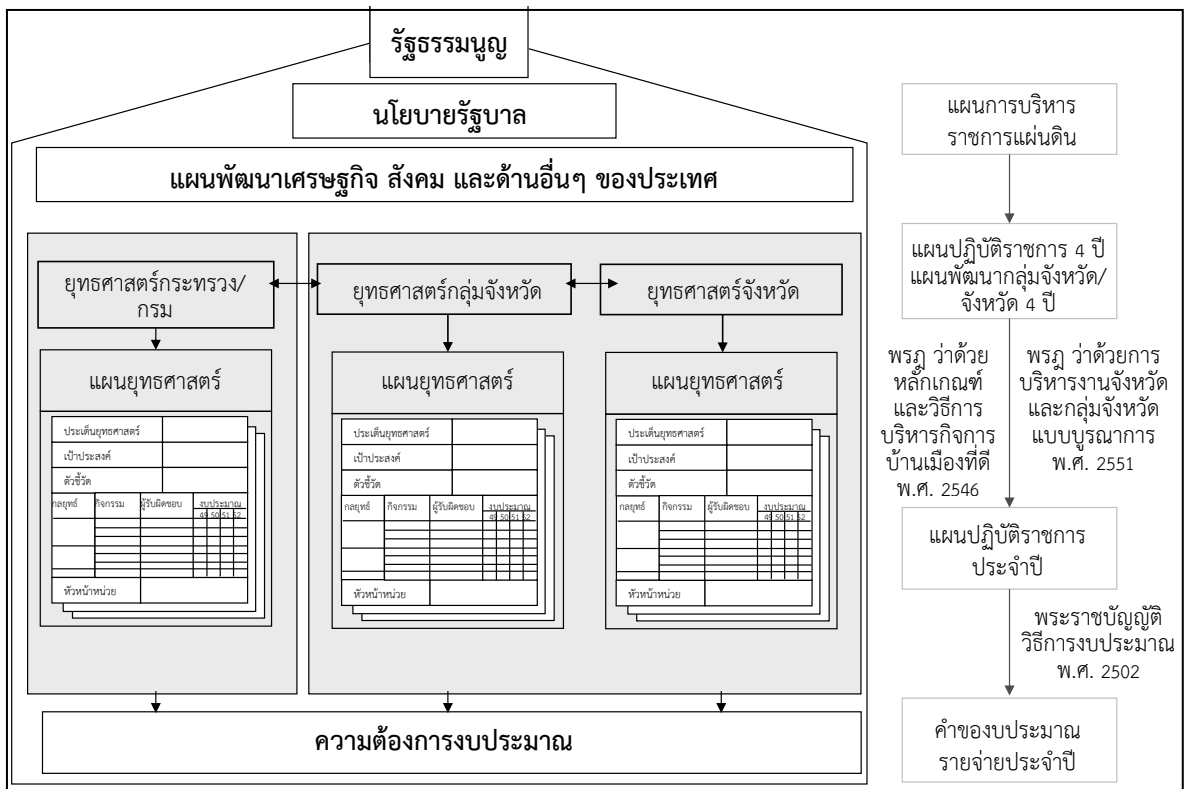 รัฐธรรมนูญ
นโยบายรัฐบาล
แผนพัฒนาเศรษฐกิจ สังคม และด้านอื่นๆ ของประเทศ
ยุทธศาสตร์กระทรวง/
กรม
ยุทธศาสตร์กลุ่มจังหวัด
ยุทธศาสตร์จังหวัด
แผนยุทธศาสตร์
ประเด็นยุทธศาสตร์
เป้าประสงค์
ตัวชี้วัด
กลยุทธ์ กิจกรรม ผู้รับผิดชอบ งบประมาณ
49 50 51 52
หัวหน้าหน่วย
แผนยุทธศาสตร์
ประเด็นยุทธศาสตร์
เป้าประสงค์
ตัวชี้วัด
กลยุทธ์ กิจกรรม ผู้รับผิดชอบ งบประมาณ
49 50 51 52
หัวหน้าหน่วย
แผนยุทธศาสตร์
ประเด็นยุทธศาสตร์
เป้าประสงค์
ตัวชี้วัด
กลยุทธ์ กิจกรรม ผู้รับผิดชอบ งบประมาณ
49 50 51 52
หัวหน้าหน่วย
ความต้องการงบประมาณ
แผนการบริหาร
ราชการแผ่นดิน
แผนปฏิบัติราชการ 4 ปี
แผนพัฒนากลุ่มจังหวัด/
จังหวัด 4 ปี
พรฎ ว่าด้วย
หลักเกณฑ์
และวิธีการ
บริหารกิจการ
บ้านเมืองที่ดี
พ.ศ. 2546
พรฎ ว่าด้วยการ
บริหารงานจังหวัด
และกลุ่มจังหวัด
แบบบูรณาการ
พ.ศ. 2551
แผนปฏิบัติราชการ
ประจำปี
พระราชบัญญัติ
วิธีการงบประมาณ
พ.ศ. 2502
คำของบประมาณ
รายจ่ายประจำปี